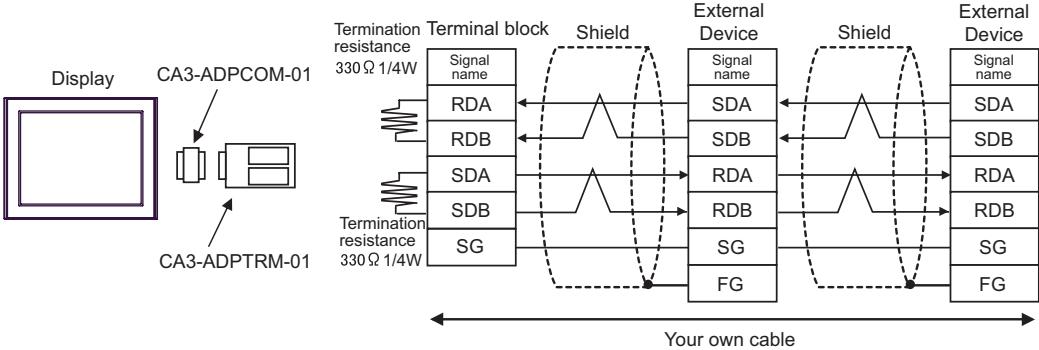 Display
CA3-ADPCOM-01
CA3-ADPTRM-01
Termination
resistance
330Ω 1/4W
Termination
resistance
330Ω 1/4W
Terminal block
Signal
name
RDA
RDB
SDA
SDB
SG
Shield
External
Device
Signal
name
SDA
SDB
RDA
RDB
SG
FG
Shield
External
Device
Signal
name
SDA
SDB
RDA
RDB
SG
FG
Your own cable